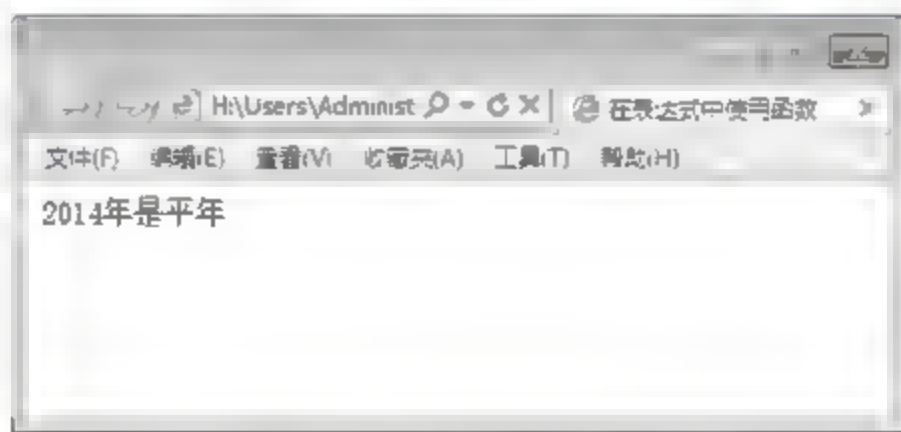 H:\Users\Administ 在表达式中使用函数
文件(F) 编辑(E) 查看(V) 收藏夹(A) 工具(T) 帮助(H)
2014年是平年